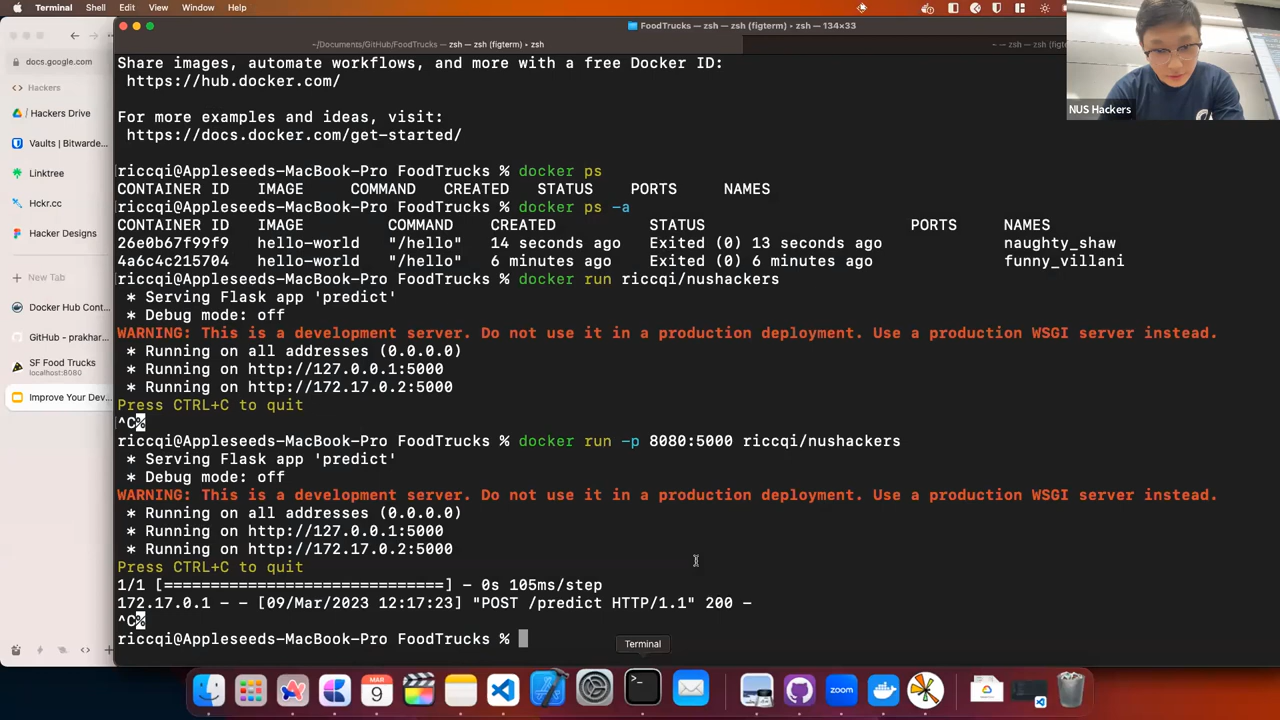 Terminal Shell Edit View Window Help
FoodTrucks — zsh — zsh (figterm) ▸ zsh — 134×33
~/Documents/GitHub/FoodTrucks — zsh — zsh (figterm) ▸ zsh
~ — zsh — zsh (figterm) ▸ zsh
docs.google.com
Hackers
/ Hackers Drive
Vaults | Bitwarde...
Linktree
Hckr.cc
Hacker Designs
New Tab
Docker Hub Cont...
GitHub - prakhar...
SF Food Trucks
localhost:8080
Improve Your Dev...
Share images, automate workflows, and more with a free Docker ID:
https://hub.docker.com/
For more examples and ideas, visit:
https://docs.docker.com/get-started/
riccqi@Appleseeds-MacBook-Pro FoodTrucks % docker ps
CONTAINER ID IMAGE COMMAND CREATED STATUS PORTS NAMES
riccqi@Appleseeds-MacBook-Pro FoodTrucks % docker ps -a
CONTAINER ID IMAGE COMMAND CREATED STATUS PORTS NAMES
26e0b67f99f9 hello-world "/hello" 14 seconds ago Exited (0) 13 seconds ago naughty_shaw
4a6c4c215704 hello-world "/hello" 6 minutes ago Exited (0) 6 minutes ago funny_villani
riccqi@Appleseeds-MacBook-Pro FoodTrucks % docker run riccqi/nushackers
* Serving Flask app 'predict'
* Debug mode: off
WARNING: This is a development server. Do not use it in a production deployment. Use a production WSGI server instead.
* Running on all addresses (0.0.0.0)
* Running on http://127.0.0.1:5000
* Running on http://172.17.0.2:5000
Press CTRL+C to quit
^C%
riccqi@Appleseeds-MacBook-Pro FoodTrucks % docker run -p 8080:5000 riccqi/nushackers
* Serving Flask app 'predict'
* Debug mode: off
WARNING: This is a development server. Do not use it in a production deployment. Use a production WSGI server instead.
* Running on all addresses (0.0.0.0)
* Running on http://127.0.0.1:5000
* Running on http://172.17.0.2:5000
Press CTRL+C to quit
1/1 [==============================] - 0s 105ms/step
172.17.0.1 - - [09/Mar/2023 12:17:23] "POST /predict HTTP/1.1" 200 -
^C%
riccqi@Appleseeds-MacBook-Pro FoodTrucks %
Terminal
NUS Hackers
MAR
9
zoom